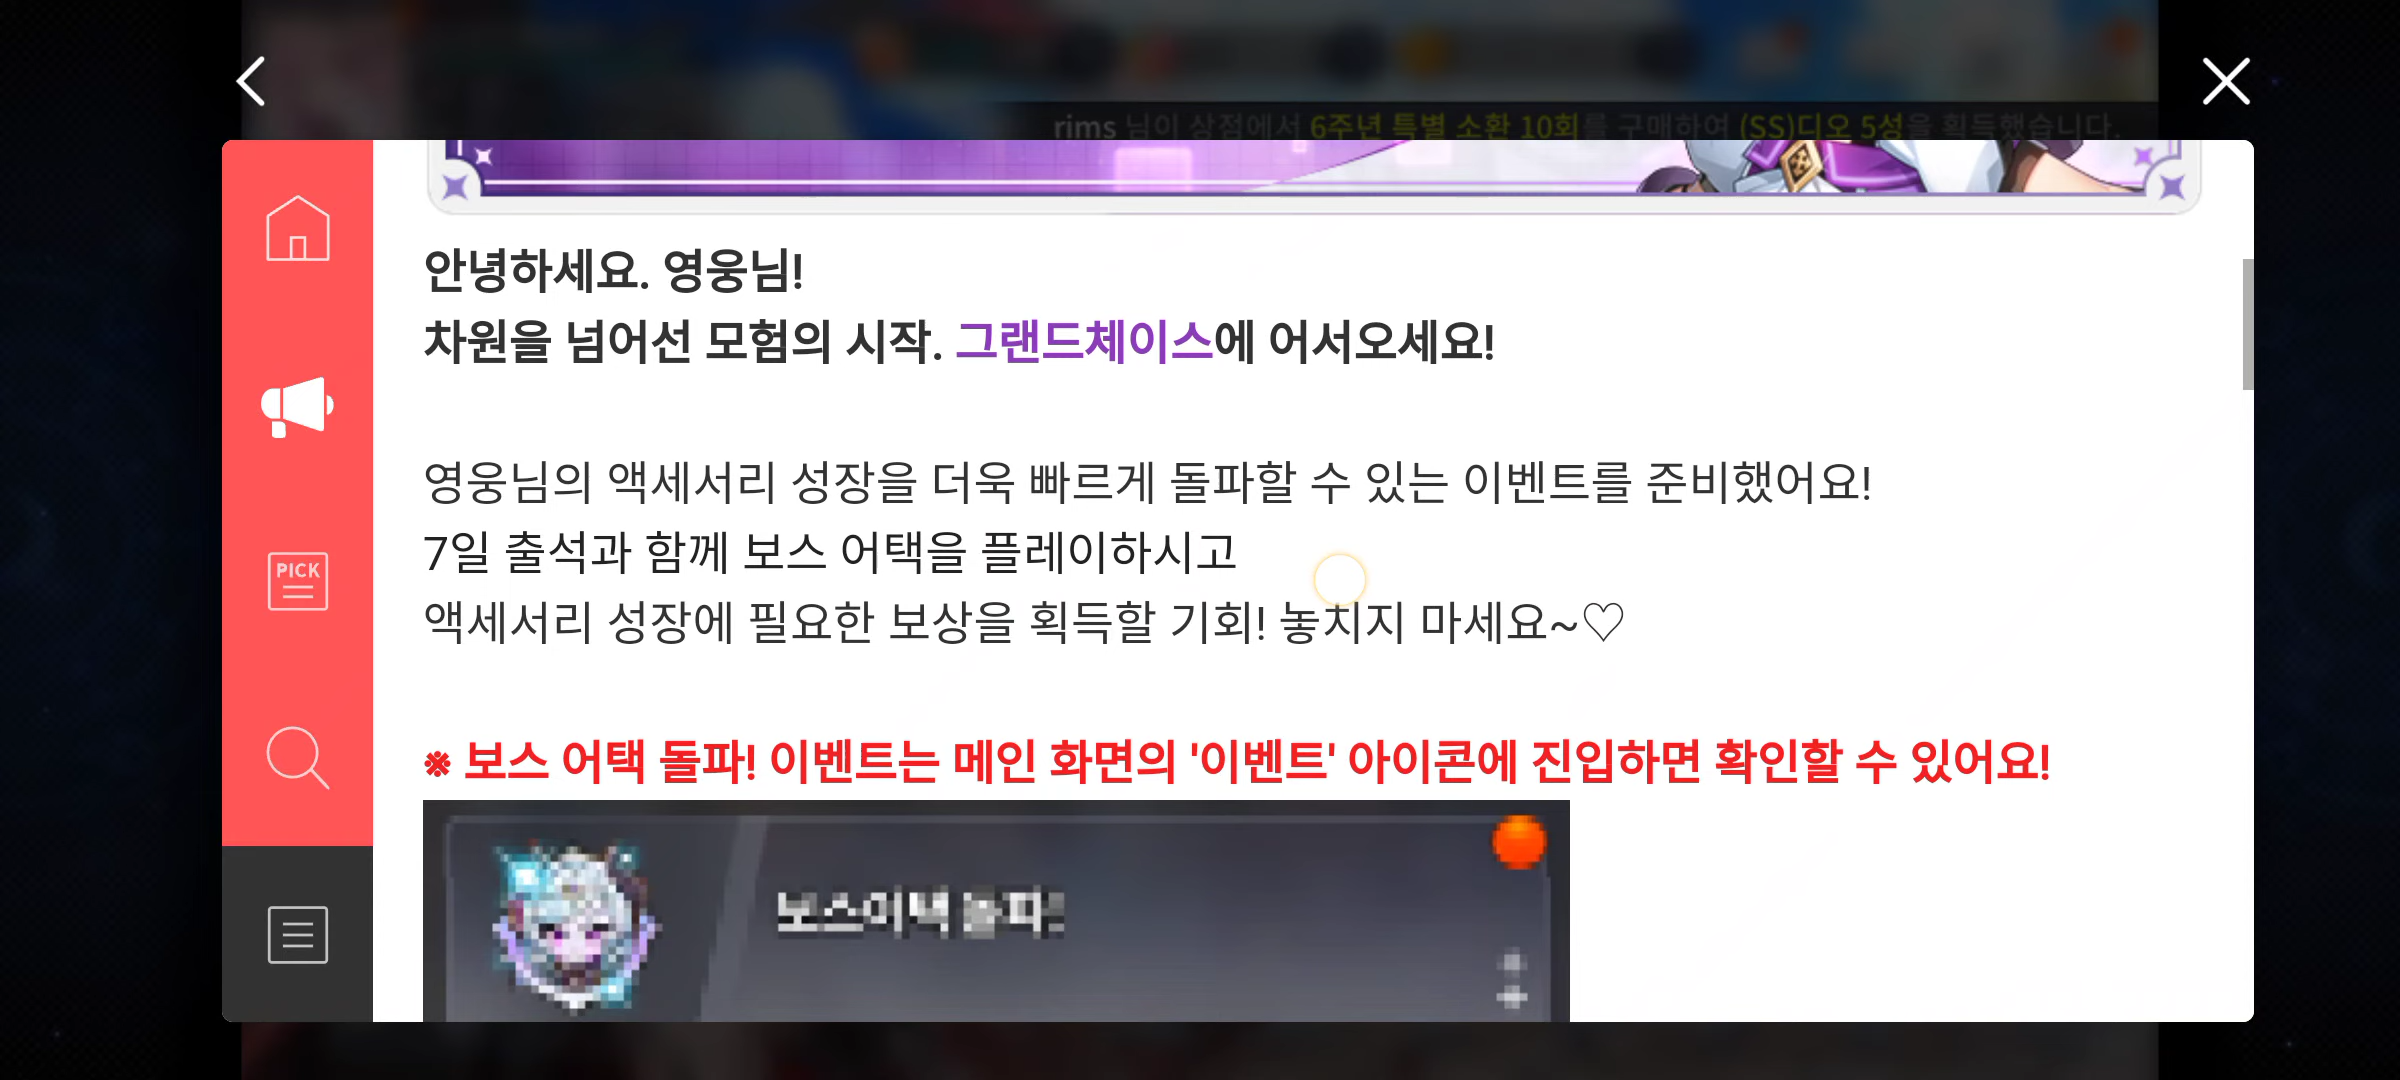 rims 님이 상점에서 6주년 특별 소환 10회를 구매하여 (SS)디오 5성을 획득했습니다.
안녕하세요. 영웅님!
차원을 넘어선 모험의 시작. 그랜드체이스에 어서오세요!
영웅님의 액세서리 성장을 더욱 빠르게 돌파할 수 있는 이벤트를 준비했어요!
7일 출석과 함께 보스 어택을 플레이하시고
액세서리 성장에 필요한 보상을 획득할 기회! 놓치지 마세요~♡
PICK
※ 보스 어택 돌파! 이벤트는 메인 화면의 '이벤트' 아이콘에 진입하면 확인할 수 있어요!
보스어택 돌파!